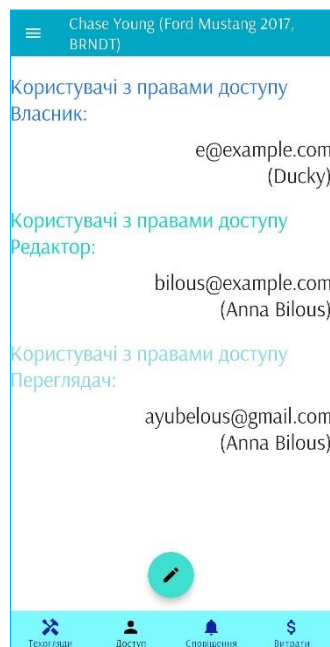 Chase Young (Ford Mustang 2017,
BRNDT)
Користувачі з правами доступу
Власник:
e@example.com
(Ducky)
Користувачі з правами доступу
Редактор:
bilous@example.com
(Anna Bilous)
Користувачі з правами доступу
Переглядач:
ayubelous@gmail.com
(Anna Bilous)
Техогляди Доступ Сповіщення Витрати